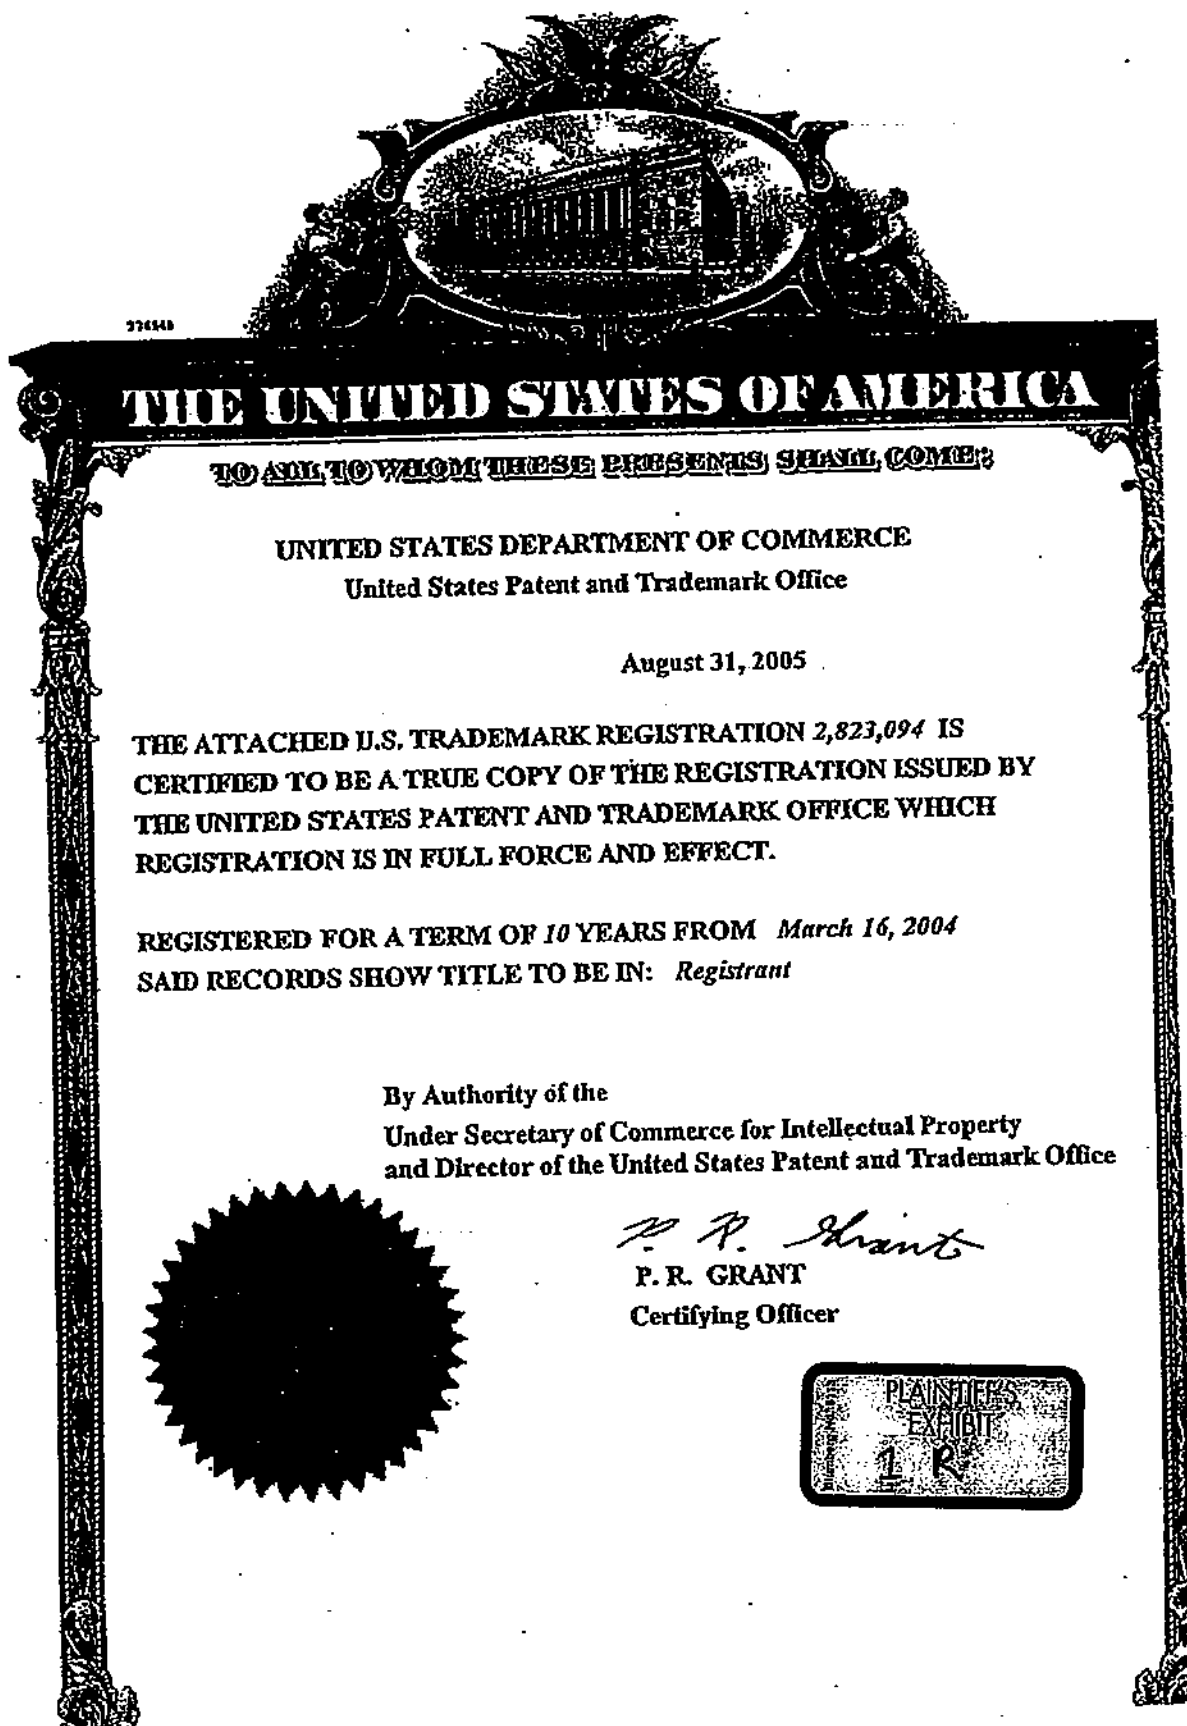 THE UNITED STATES OF AMERICA
TO ALL TO WHOM THESE PRESENTS SHALL COME:
UNITED STATES DEPARTMENT OF COMMERCE
United States Patent and Trademark Office
August 31, 2005
THE ATTACHED U.S. TRADEMARK REGISTRATION 2,823,094 IS
CERTIFIED TO BE A TRUE COPY OF THE REGISTRATION ISSUED BY
THE UNITED STATES PATENT AND TRADEMARK OFFICE WHICH
REGISTRATION IS IN FULL FORCE AND EFFECT.
REGISTERED FOR A TERM OF 10 YEARS FROM March 16, 2004
SAID RECORDS SHOW TITLE TO BE IN: Registrant
By Authority of the
Under Secretary of Commerce for Intellectual Property
and Director of the United States Patent and Trademark Office
P. R. Grant
P. R. GRANT
Certifying Officer
PLAINTIFF'S
EXHIBIT
1 R